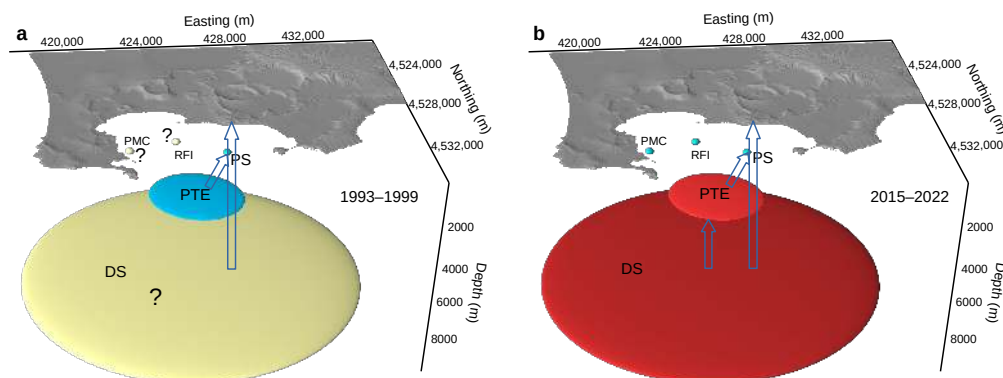 Easting (m)
a
420,000
424,000
428,000
432,000
4,524,000
4,528,000
4,532,000
Northing (m)
PMC
?
?
RFI
PS
PTE
1993–1999
DS
?
2000
4000
6000
8000
Depth (m)
Easting (m)
b
420,000
424,000
428,000
432,000
4,524,000
4,528,000
4,532,000
Northing (m)
PMC
RFI
PS
PTE
2015–2022
DS
2000
4000
6000
8000
Depth (m)